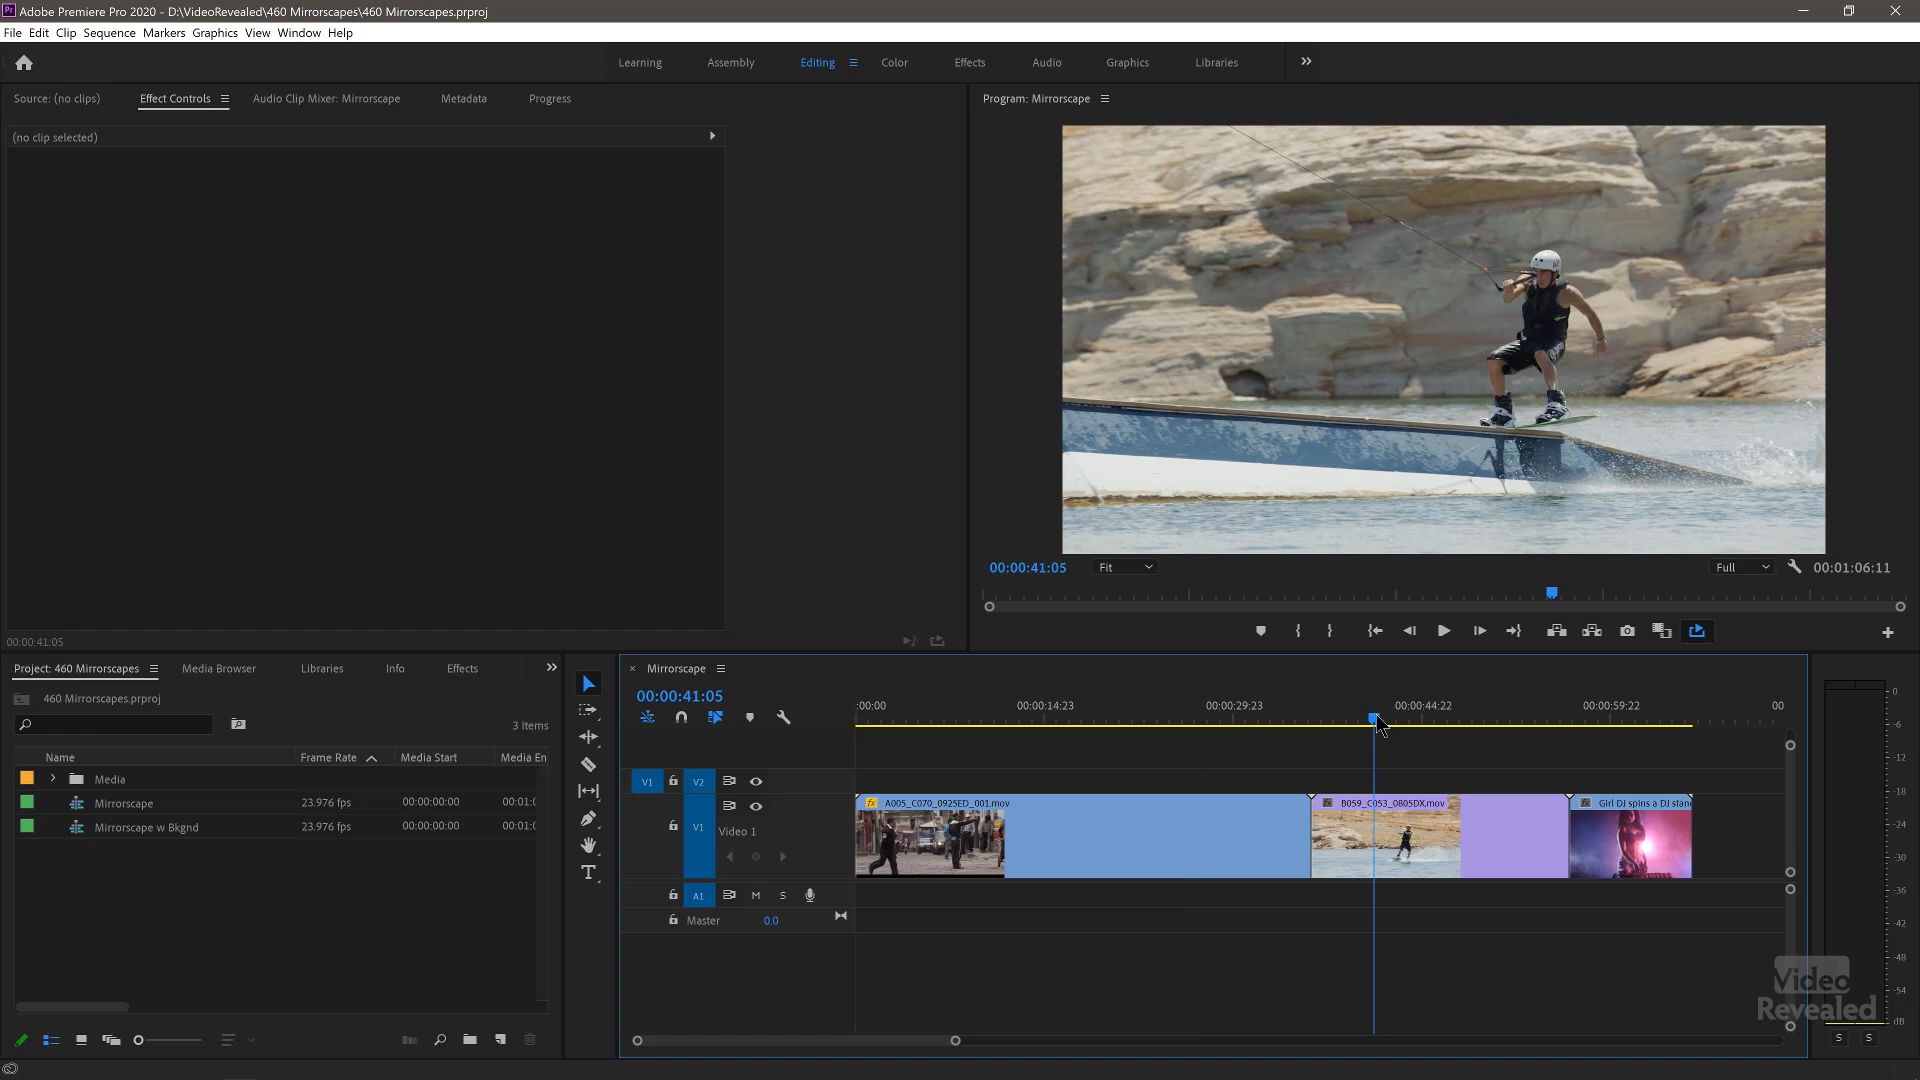 Adobe Premiere Pro 2020 - D:\VideoRevealed\460 Mirrorscapes\460 Mirrorscapes.prproj
File Edit Clip Sequence Markers Graphics View Window Help
Learning Assembly Editing Color Effects Audio Graphics Libraries
Source: (no clips) Effect Controls Audio Clip Mixer: Mirrorscape Metadata Progress
(no clip selected)
00:00:41:05
Program: Mirrorscape
00:00:41:05 Fit Full 00:01:06:11
Project: 460 Mirrorscapes Media Browser Libraries Info Effects
460 Mirrorscapes.prproj
3 Items
Name Frame Rate Media Start Media En
Media
Mirrorscape 23.976 fps 00:00:00:00 00:01:0
Mirrorscape w Bkgnd 23.976 fps 00:00:00:00 00:01:0
Mirrorscape
00:00:41:05
:00:00 00:00:14:23 00:00:29:23 00:00:44:22 00:00:59:22 00
V1 V2
V1 Video 1
A005_C070_0925ED_001.mov B059_C053_0805DX.mov Girl DJ spins a DJ stand
A1 M S
Master 0.0
0
-6
-12
-18
-24
-30
-36
-42
-48
-54
dB
S S
Video
Revealed